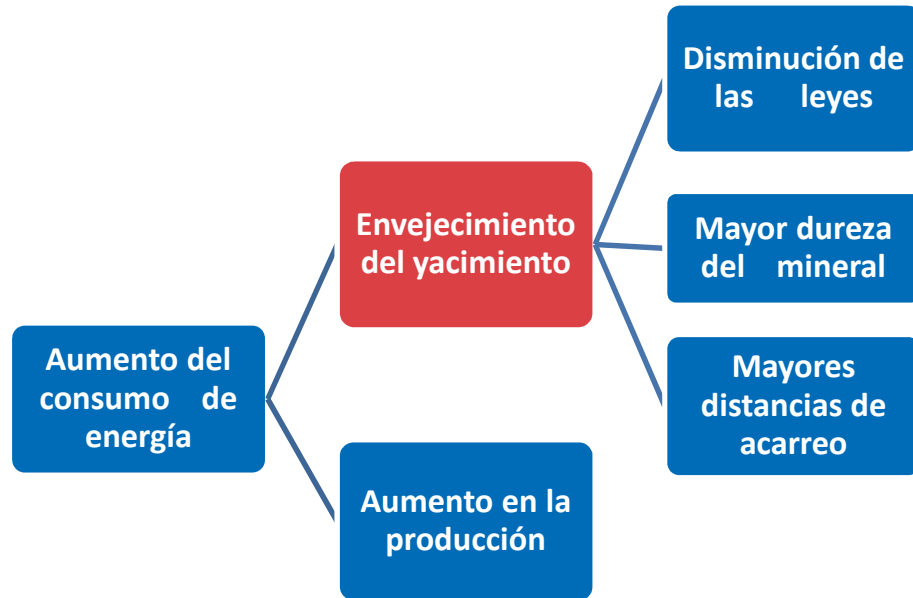 Aumento del
consumo de
energía
Envejecimiento
del yacimiento
Aumento en la
producción
Disminución de
las leyes
Mayor dureza
del mineral
Mayores
distancias de
acarreo